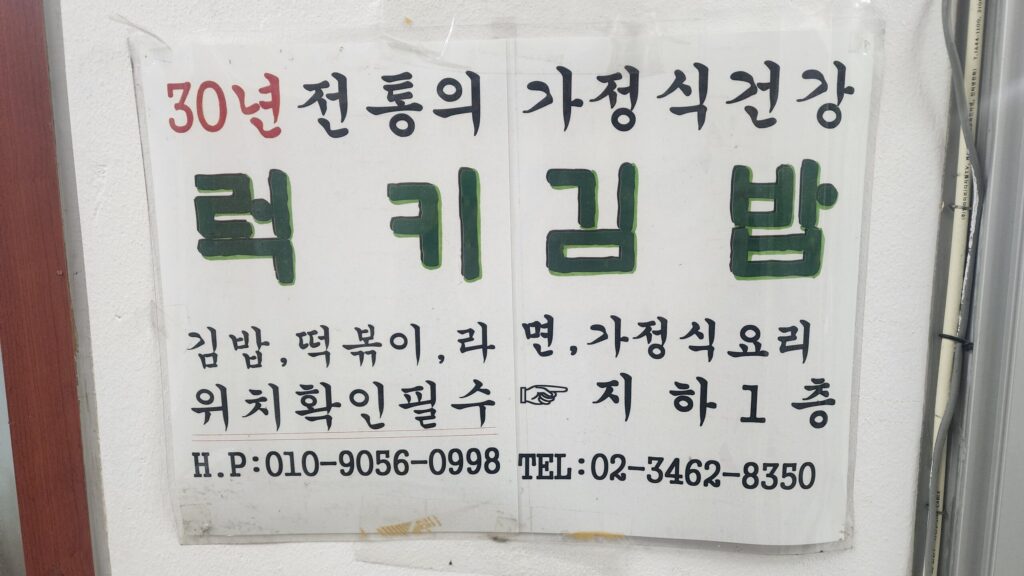 30년전통의 가정식건강
럭키김밥
김밥,떡볶이,라면,가정식요리
위치확인필수☞ 지하1층
H.P:010-9056-0998 TEL:02-3462-8350